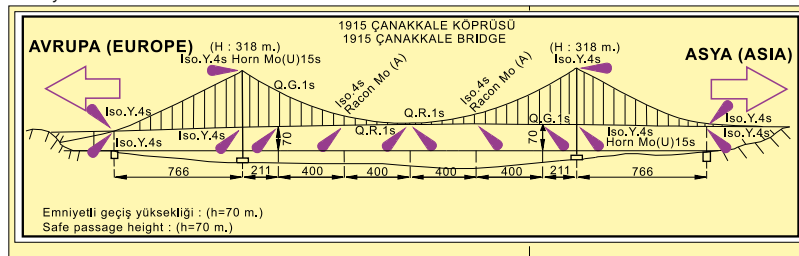 1915 ÇANAKKALE KÖPRÜSÜ
1915 ÇANAKKALE BRIDGE
AVRUPA (EUROPE)
(H : 318 m.)
Iso.Y.4s Horn Mo(U)15s
(H : 318 m.)
Iso.Y.4s
ASYA (ASIA)
Q.G.1s
Iso.4s
Racon Mo (A)
Q.R.1s
Iso.4s
Racon Mo (A)
Q.G.1s
Iso.Y.4s
Iso.Y.4s
Iso.Y.4s
Iso.Y.4s
70
Q.R.1s
70
Iso.Y.4s
Horn Mo(U)15s
Iso.Y.4s
Iso.Y.4s
766
211
400
400
400
400
211
766
Emniyetli geçiş yüksekliği : (h=70 m.)
Safe passage height : (h=70 m.)